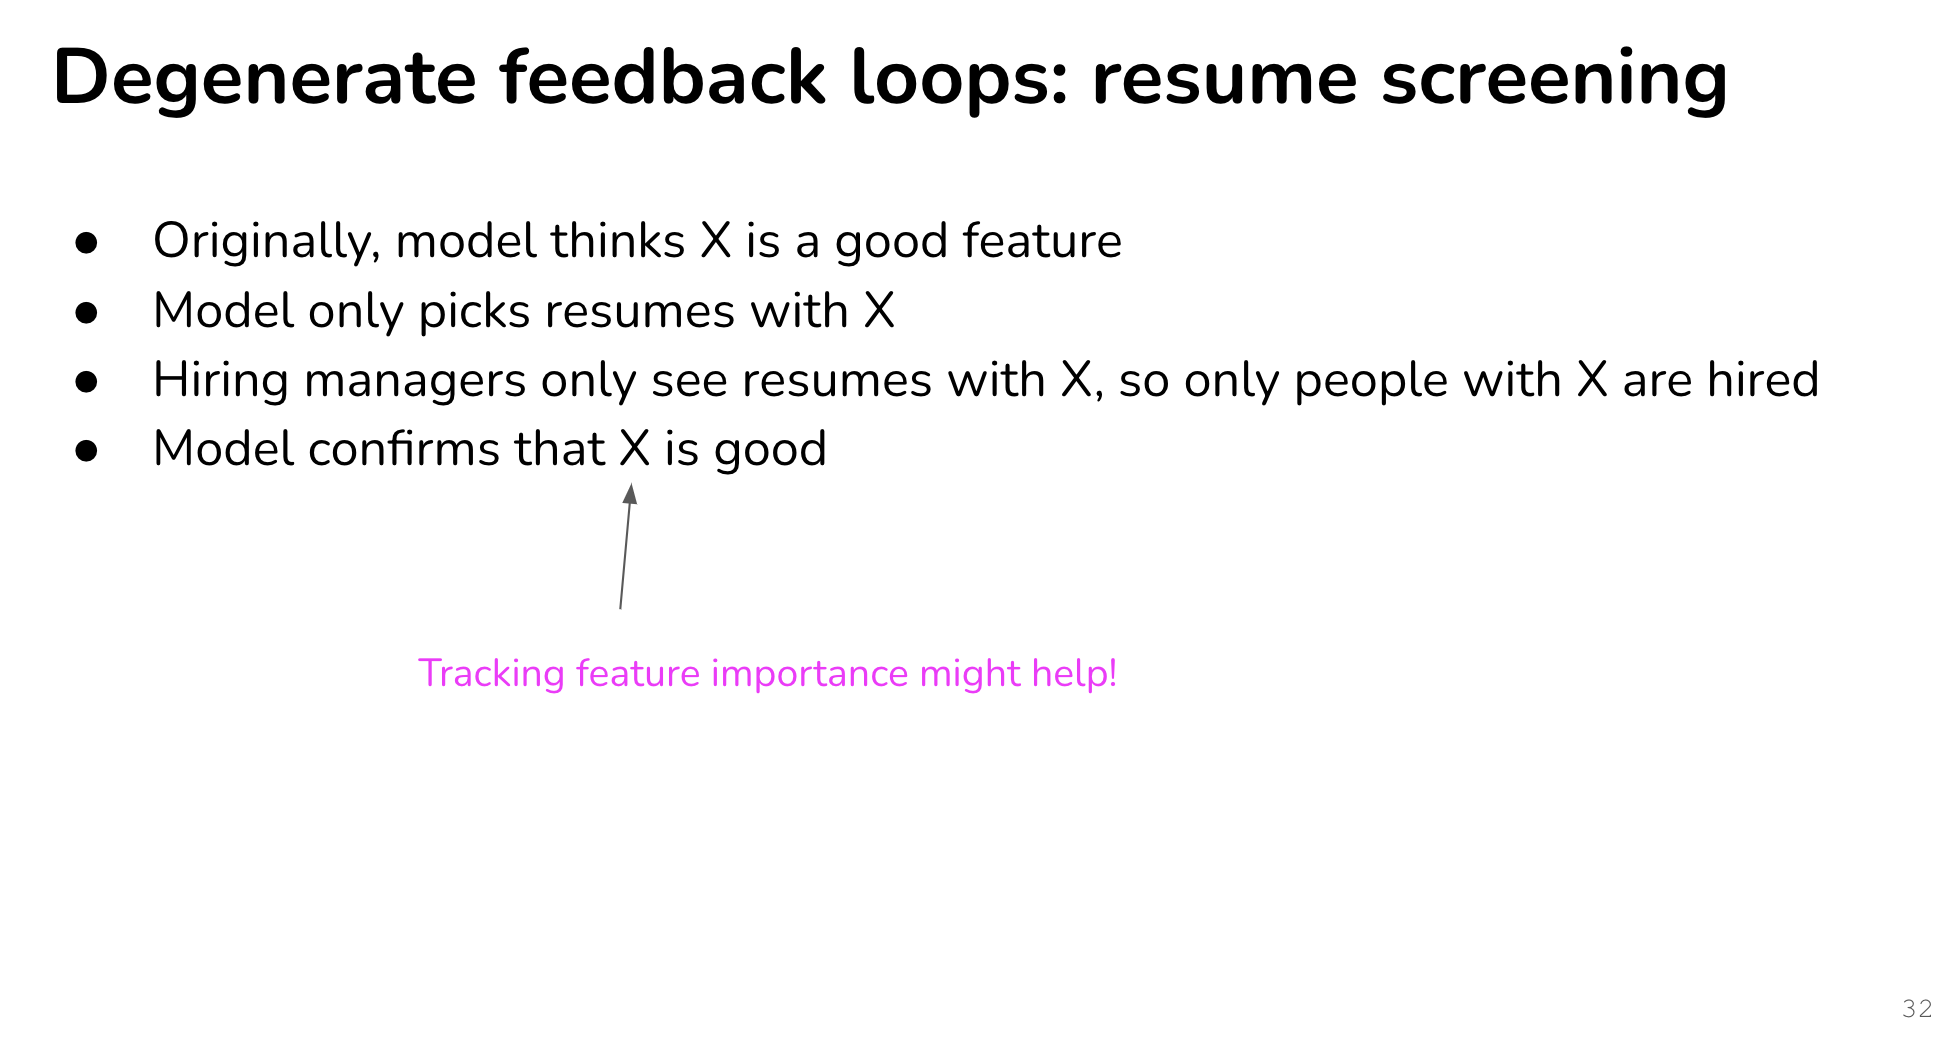 Degenerate feedback loops: resume screening
● Originally, model thinks X is a good feature
● Model only picks resumes with X
● Hiring managers only see resumes with X, so only people with X are hired
● Model confirms that X is good
Tracking feature importance might help!
32